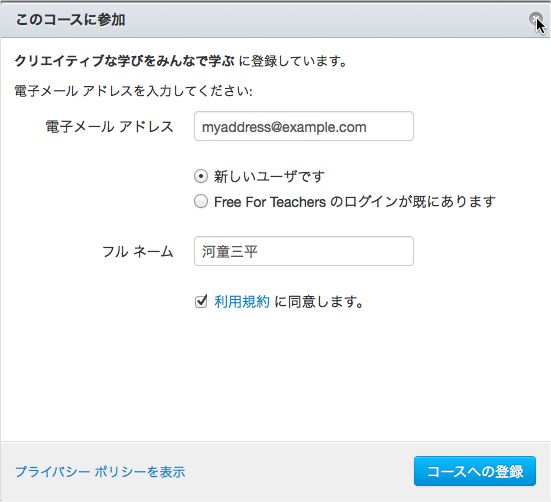 このコースに参加
クリエイティブな学びをみんなで学ぶ に登録しています。
電子メール アドレスを入力してください:
電子メール アドレス myaddress@example.com
新しいユーザです
Free For Teachers のログインが既にあります
フル ネーム 河童三平
利用規約 に同意します。
プライバシー ポリシーを表示 コースへの登録